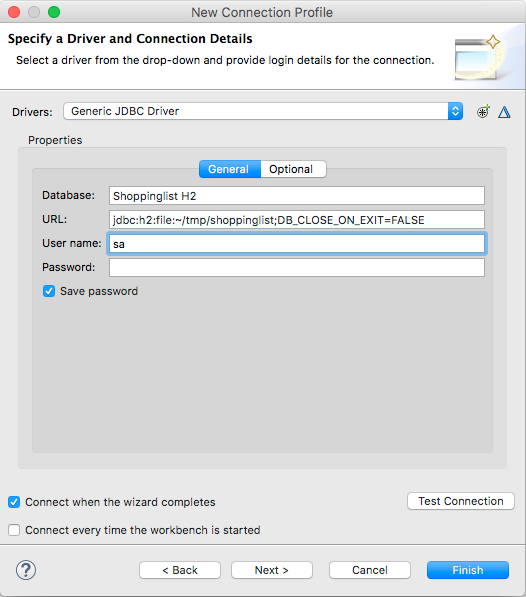 New Connection Profile
Specify a Driver and Connection Details
Select a driver from the drop-down and provide login details for the connection.
Drivers: Generic JDBC Driver
Properties
General Optional
Database: Shoppinglist H2
URL: jdbc:h2:file:~/tmp/shoppinglist;DB_CLOSE_ON_EXIT=FALSE
User name: sa
Password:
Save password
Connect when the wizard completes Test Connection
Connect every time the workbench is started
? < Back Next > Cancel Finish